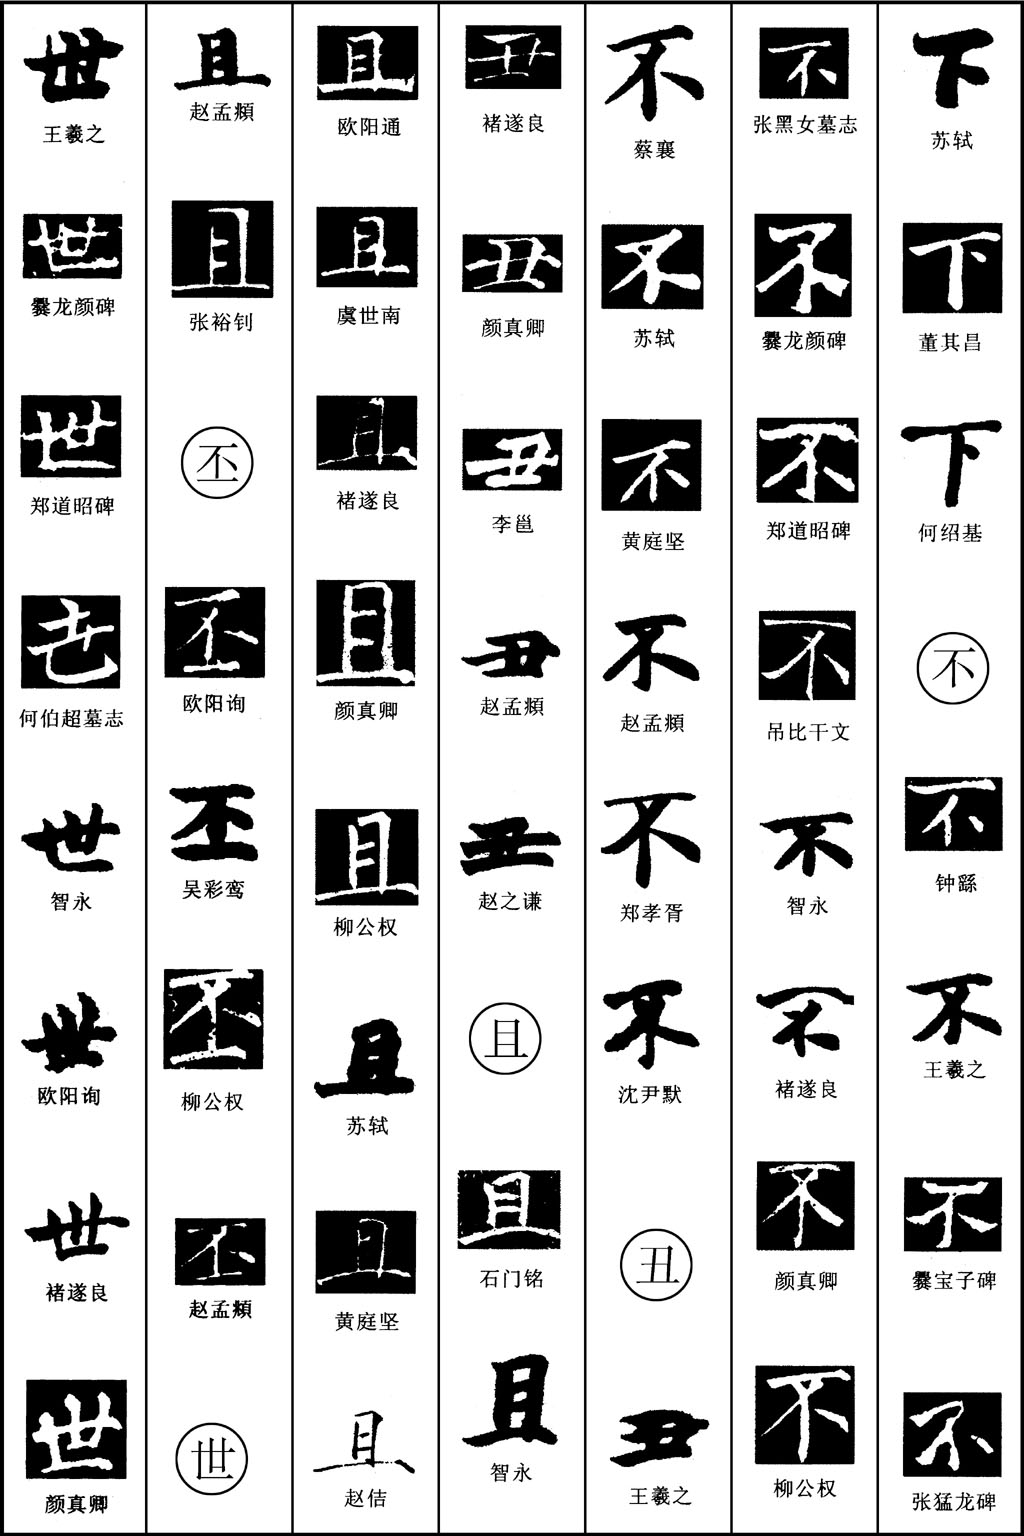 下
苏轼
下
董其昌
下
何绍基
不
不
钟繇
不
王羲之
不
爨宝子碑
不
张猛龙碑
不
张黑女墓志
不
爨龙颜碑
不
郑道昭碑
不
吊比干文
不
智永
不
褚遂良
不
颜真卿
不
柳公权
不
蔡襄
不
苏轼
不
黄庭坚
不
赵孟頫
不
郑孝胥
不
沈尹默
丑
丑
王羲之
丑
褚遂良
丑
颜真卿
丑
李邕
丑
赵孟頫
丑
赵之谦
且
且
石门铭
且
智永
且
欧阳通
且
虞世南
且
褚遂良
且
颜真卿
且
柳公权
且
苏轼
且
黄庭坚
且
赵佶
且
赵孟頫
且
张裕钊
丕
丕
欧阳询
丕
吴彩鸾
丕
柳公权
丕
赵孟頫
世
世
王羲之
世
爨龙颜碑
世
郑道昭碑
世
何伯超墓志
世
智永
世
欧阳询
世
褚遂良
世
颜真卿